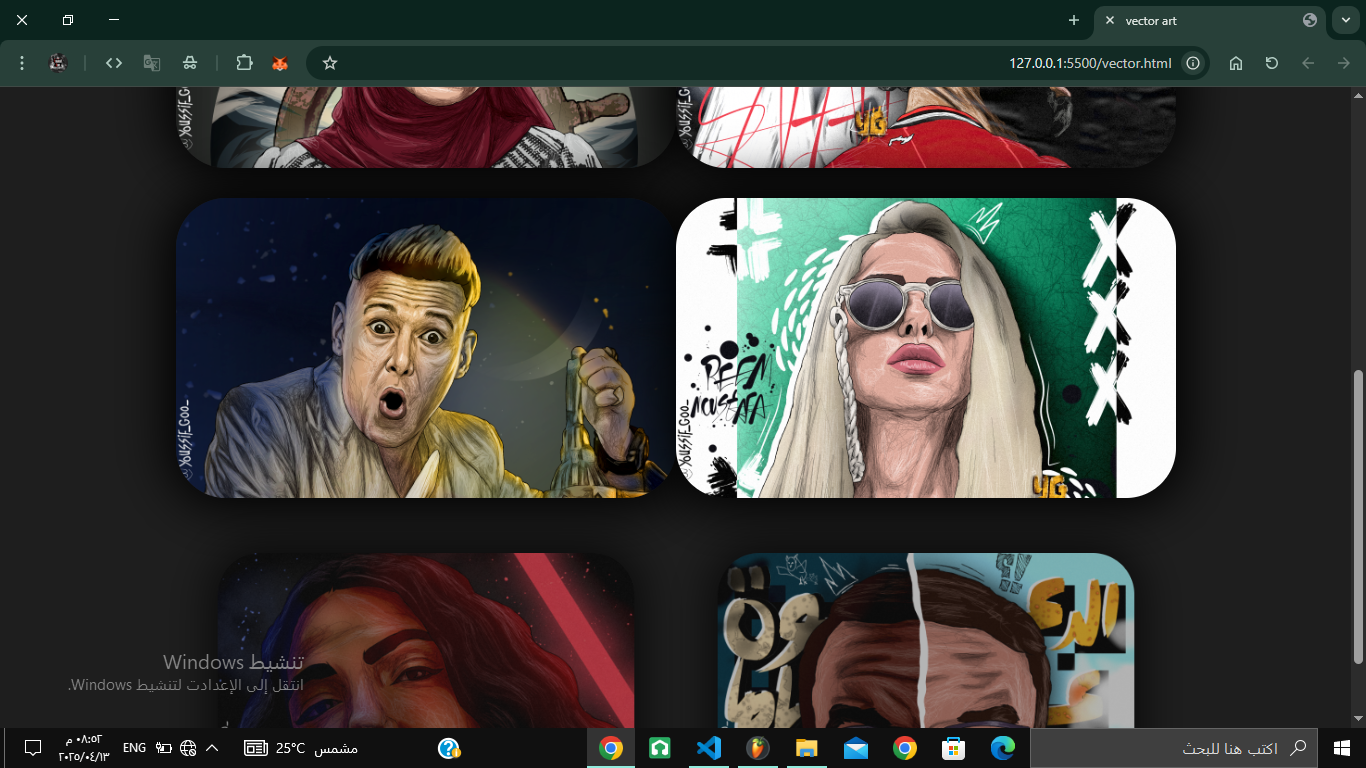 vector art
127.0.0.1:5500/vector.html
@YOUSSIF_Goo_
@YOUSSIF_Goo_
YG
@YOUSSIF_Goo_
REEM
MOUSTAFA
@YOUSSIF_Goo_
YG
تنشيط Windows
انتقل إلى الإعدادات لتنشيط Windows.
٠٨:٥٢ م
٢٠٢٥/٠٤/١٣
ENG
25°C مشمس
اكتب هنا للبحث